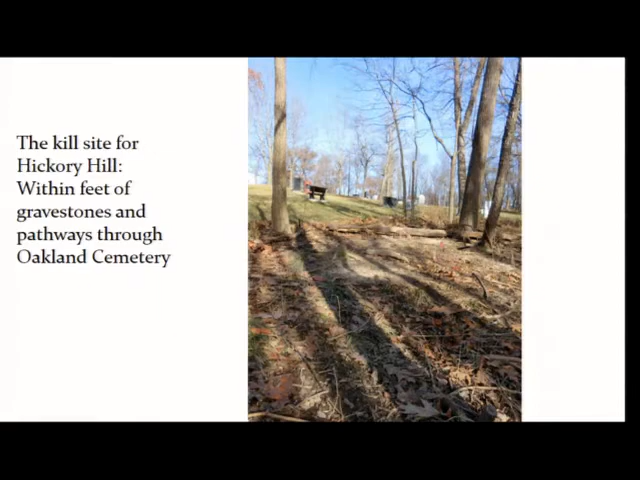 The kill site for
Hickory Hill:
Within feet of
gravestones and
pathways through
Oakland Cemetery